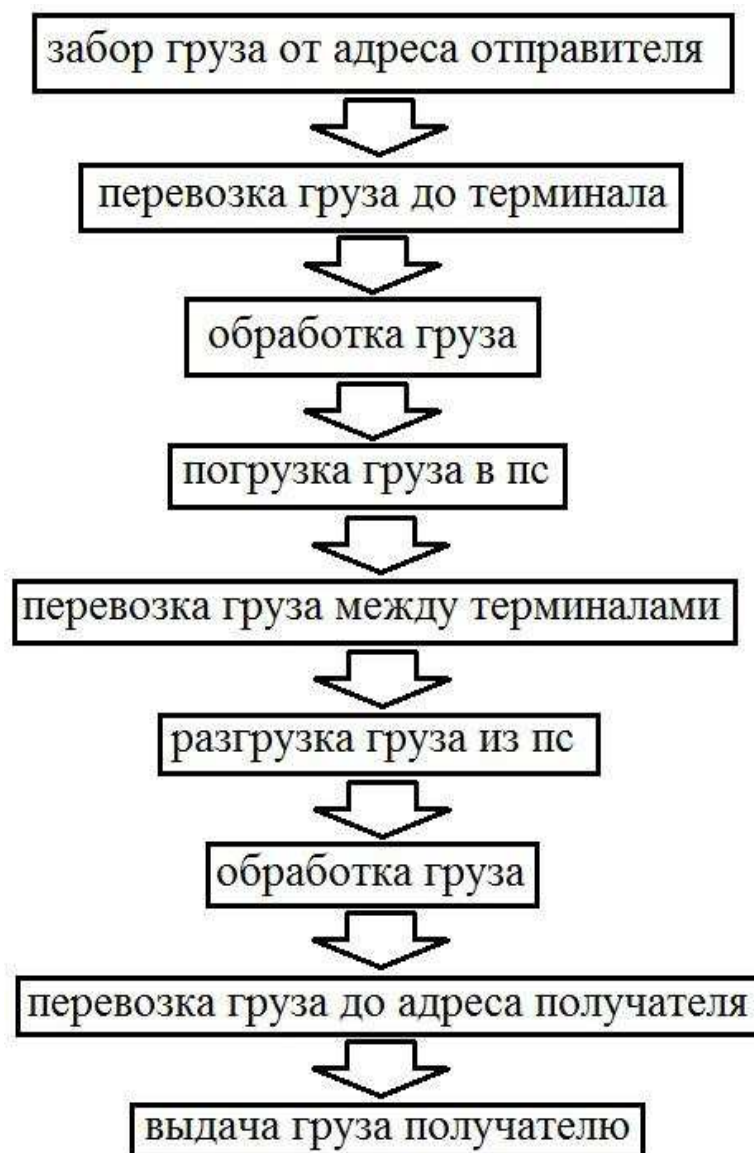 забор груза от адреса отправителя
перевозка груза до терминала
обработка груза
погрузка груза в пс
перевозка груза между терминалами
разгрузка груза из пс
обработка груза
перевозка груза до адреса получателя
выдача груза получателю